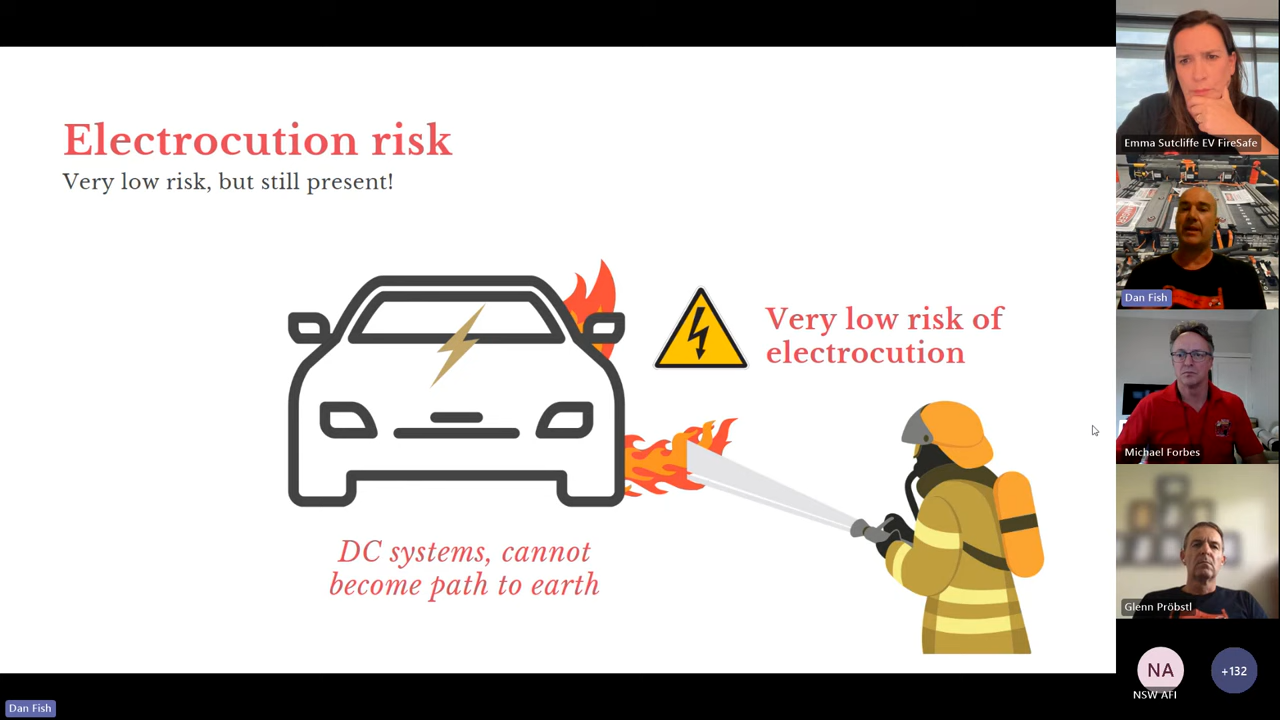 Electrocution risk
Very low risk, but still present!
Very low risk of
electrocution
DC systems, cannot
become path to earth
Emma Sutcliffe EV FireSafe
Dan Fish
Michael Forbes
Glenn Pröbstl
NA
NSW AFI
+132
Dan Fish